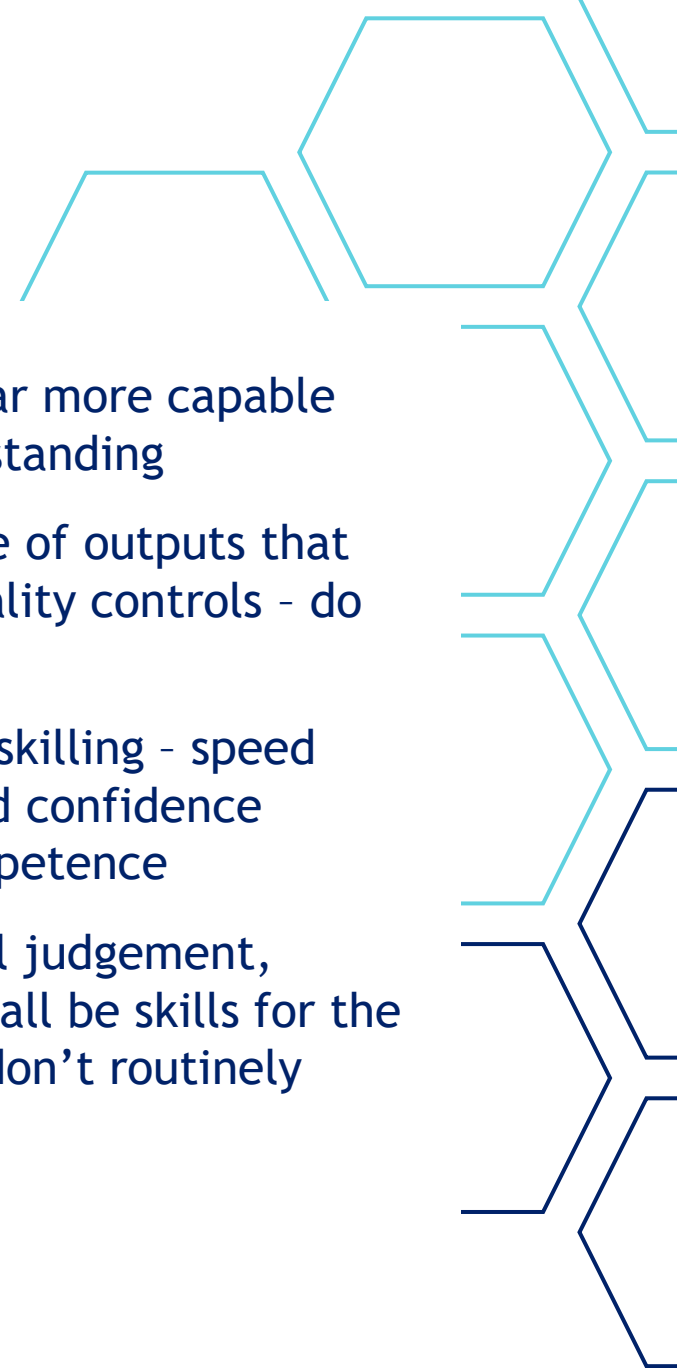 ar more capable
standing
e of outputs that
ality controls – do
skilling – speed
d confidence
petence
l judgement,
all be skills for the
don’t routinely